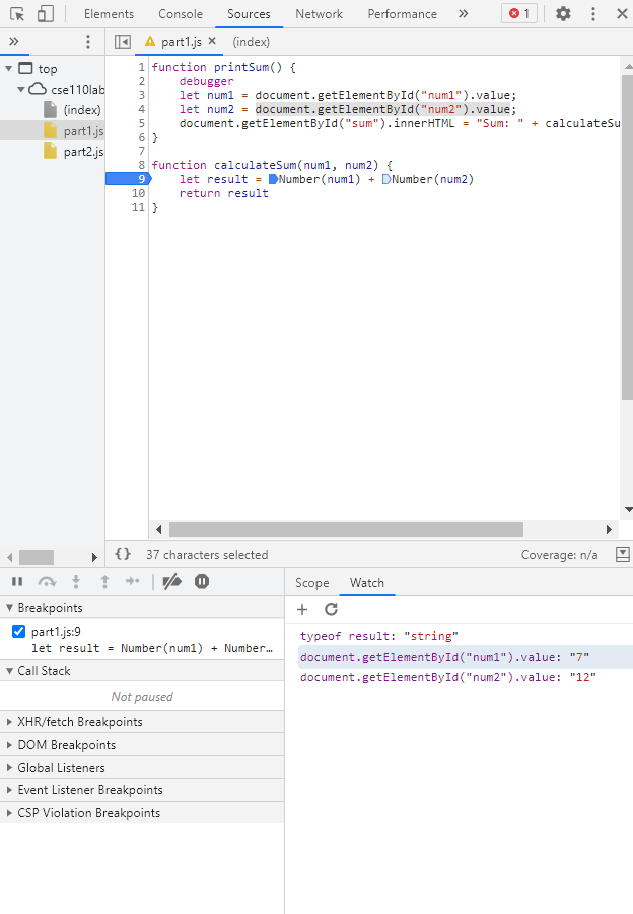 Elements Console Sources Network Performance » 1
» part1.js × (index)
top
cse110lab
(index)
part1.js
part2.js
1 function printSum() {
2 debugger
3 let num1 = document.getElementById("num1").value;
4 let num2 = document.getElementById("num2").value;
5 document.getElementById("sum").innerHTML = "Sum: " + calculateSu
6 }
7
8 function calculateSum(num1, num2) {
9 let result = Number(num1) + Number(num2)
10 return result
11 }
{} 37 characters selected Coverage: n/a
Scope Watch
Breakpoints
part1.js:9
let result = Number(num1) + Number…
Call Stack
Not paused
XHR/fetch Breakpoints
DOM Breakpoints
Global Listeners
Event Listener Breakpoints
CSP Violation Breakpoints
typeof result: "string"
document.getElementById("num1").value: "7"
document.getElementById("num2").value: "12"